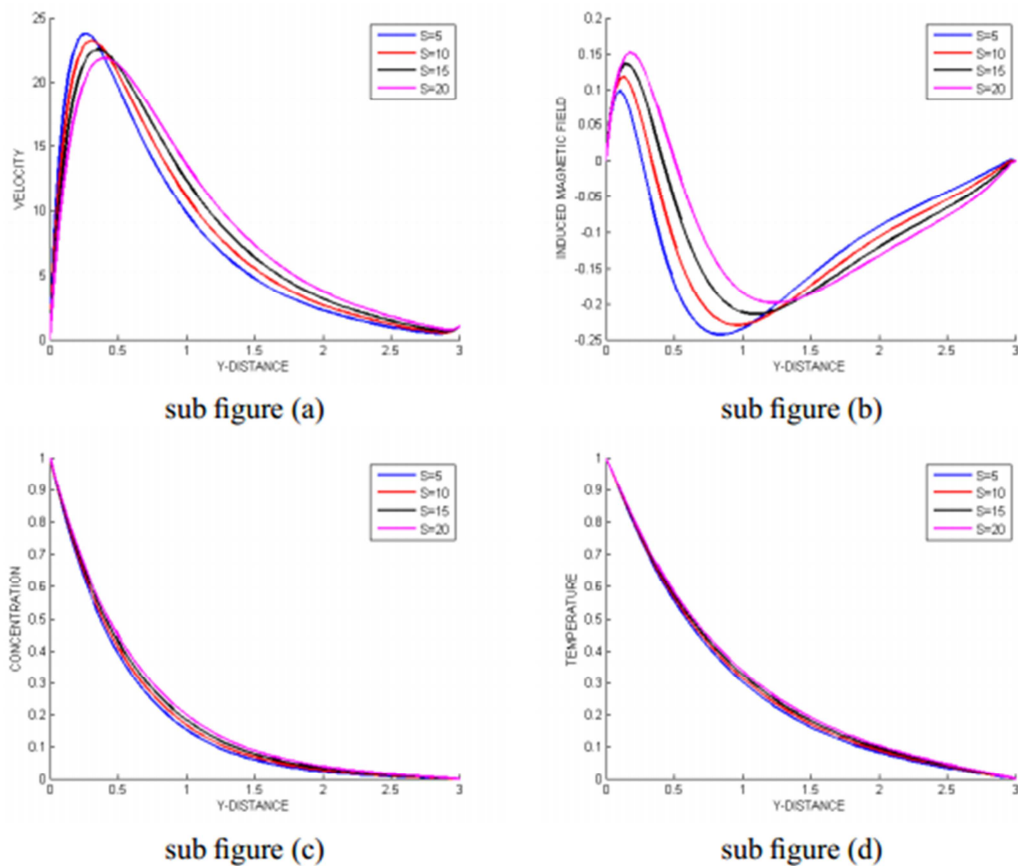 25
20
15
10
5
0
VELOCITY
S=5
S=10
S=15
S=20
0 0.5 1 1.5 2 2.5 3
Y-DISTANCE
sub figure (a)
0.2
0.15
0.1
0.05
0
-0.05
-0.1
-0.15
-0.2
-0.25
INDUCED MAGNETIC FIELD
S=5
S=10
S=15
S=20
0 0.5 1 1.5 2 2.5 3
Y-DISTANCE
sub figure (b)
1
0.9
0.8
0.7
0.6
0.5
0.4
0.3
0.2
0.1
0
CONCENTRATION
S=5
S=10
S=15
S=20
0 0.5 1 1.5 2 2.5 3
Y-DISTANCE
sub figure (c)
1
0.9
0.8
0.7
0.6
0.5
0.4
0.3
0.2
0.1
0
TEMPERATURE
S=5
S=10
S=15
S=20
0 0.5 1 1.5 2 2.5 3
Y-DISTANCE
sub figure (d)